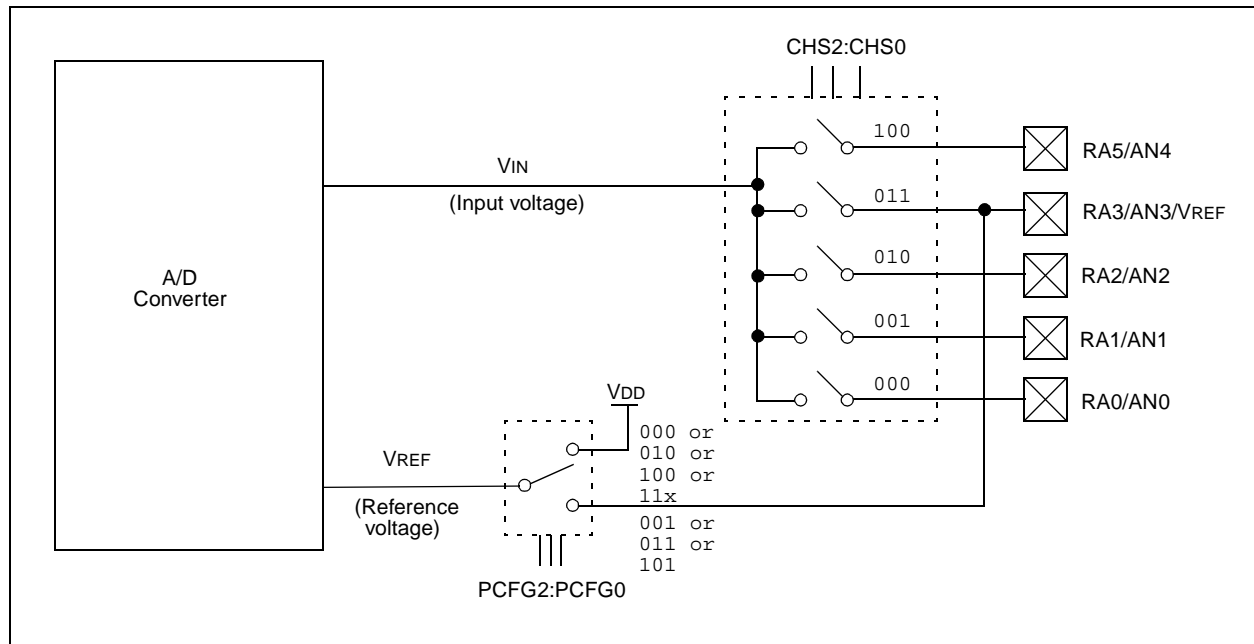 CHS2:CHS0
100
RA5/AN4
VIN
(Input voltage)
011
RA3/AN3/VREF
010
RA2/AN2
A/D
Converter
001
RA1/AN1
000
RA0/AN0
VDD
000 or
010 or
100 or
11x
VREF
(Reference
voltage)
001 or
011 or
101
PCFG2:PCFG0